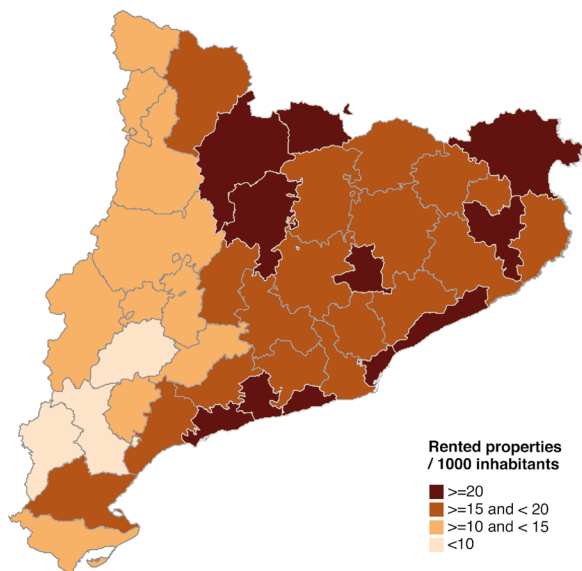 Rented properties
/ 1000 inhabitants
>=20
>=15 and < 20
>=10 and < 15
<10